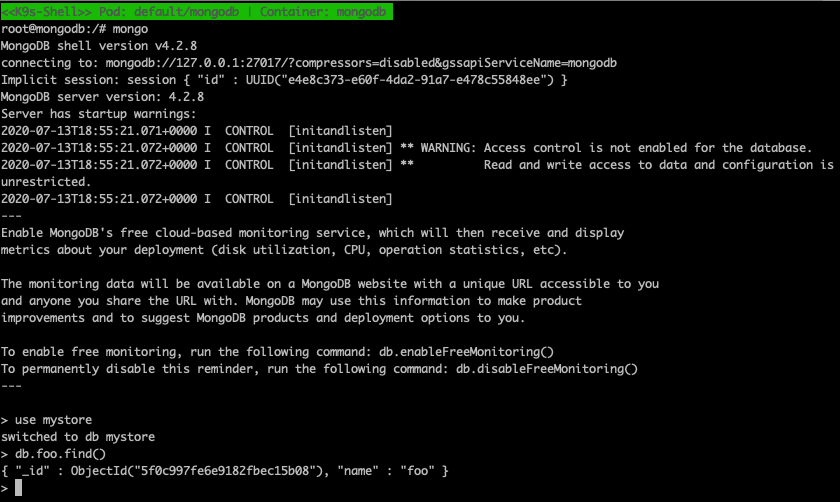 <<K9s-Shell>> Pod: default/mongodb | Container: mongodb
root@mongodb:/# mongo
MongoDB shell version v4.2.8
connecting to: mongodb://127.0.0.1:27017/?compressors=disabled&gssapiServiceName=mongodb
Implicit session: session { "id" : UUID("e4e8c373-e60f-4da2-91a7-e478c55848ee") }
MongoDB server version: 4.2.8
Server has startup warnings:
2020-07-13T18:55:21.071+0000 I  CONTROL  [initandlisten]
2020-07-13T18:55:21.072+0000 I  CONTROL  [initandlisten] ** WARNING: Access control is not enabled for the database.
2020-07-13T18:55:21.072+0000 I  CONTROL  [initandlisten] **          Read and write access to data and configuration is
unrestricted.
2020-07-13T18:55:21.072+0000 I  CONTROL  [initandlisten]
---
Enable MongoDB's free cloud-based monitoring service, which will then receive and display
metrics about your deployment (disk utilization, CPU, operation statistics, etc).

The monitoring data will be available on a MongoDB website with a unique URL accessible to you
and anyone you share the URL with. MongoDB may use this information to make product
improvements and to suggest MongoDB products and deployment options to you.

To enable free monitoring, run the following command: db.enableFreeMonitoring()
To permanently disable this reminder, run the following command: db.disableFreeMonitoring()
---

> use mystore
switched to db mystore
> db.foo.find()
{ "_id" : ObjectId("5f0c997fe6e9182fbec15b08"), "name" : "foo" }
>